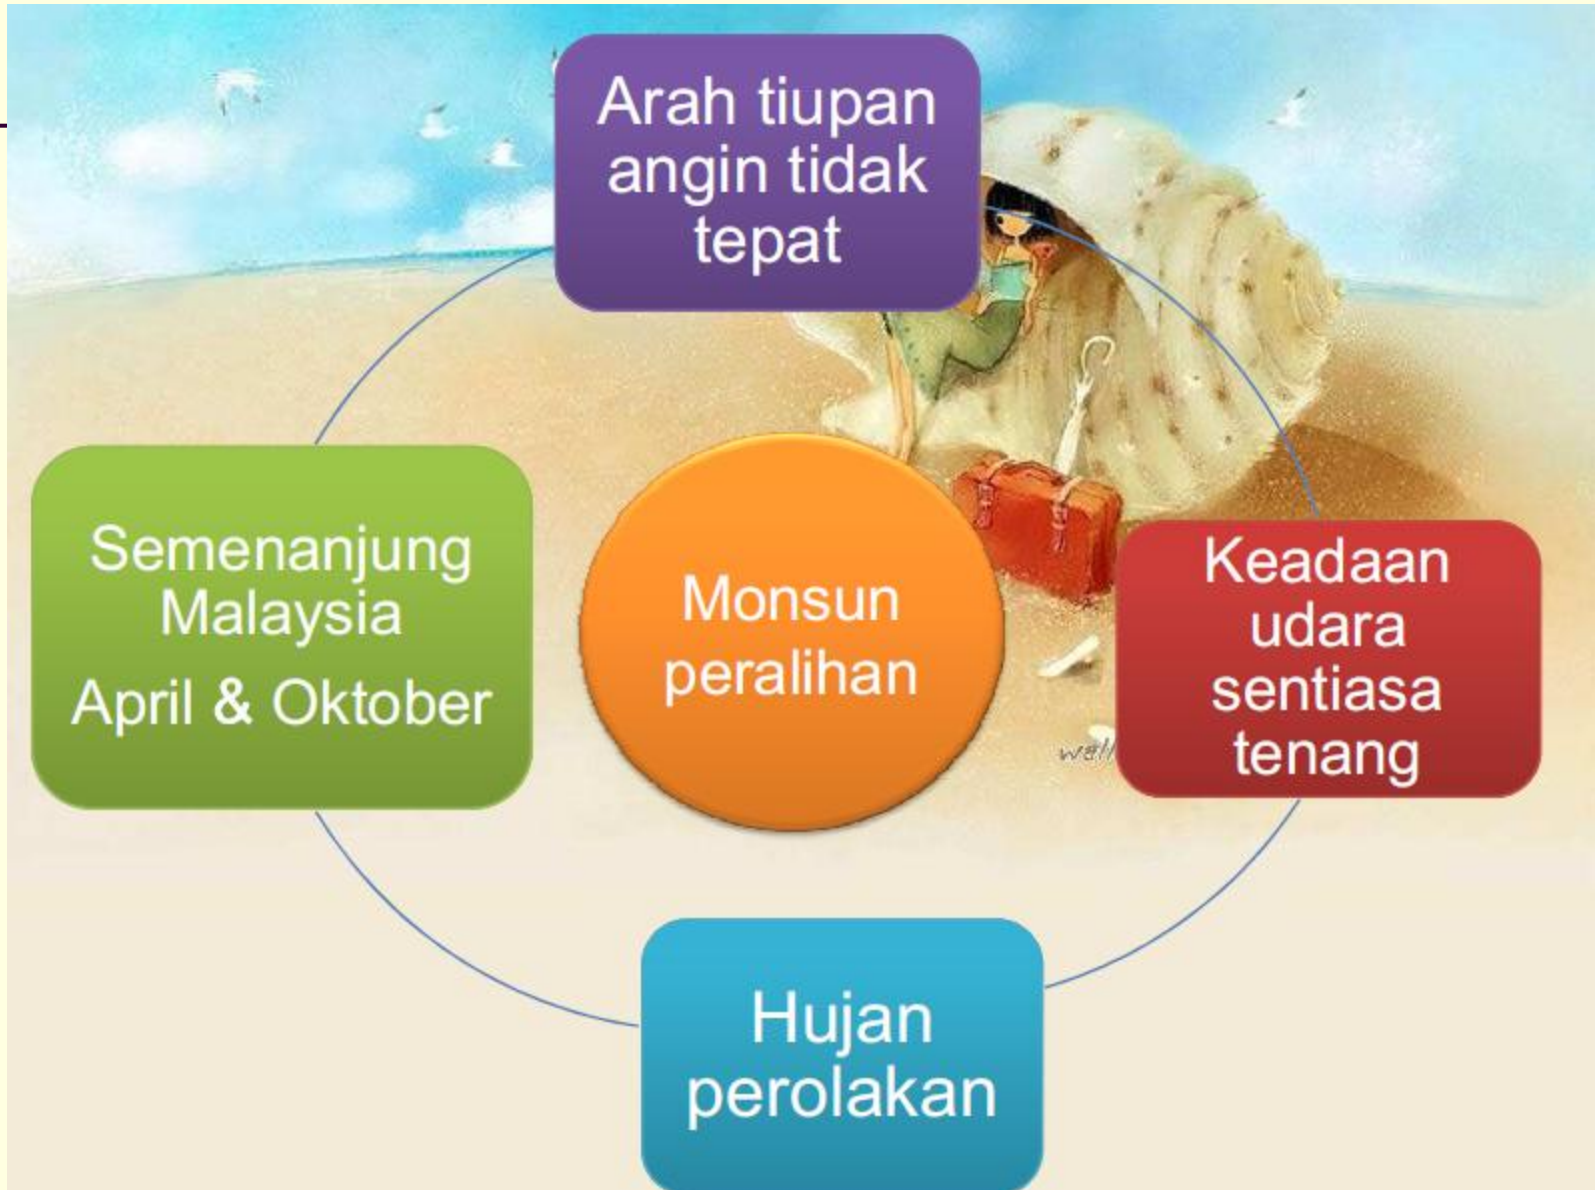 Arah tiupan
angin tidak
tepat
Semenanjung
Malaysia
April & Oktober
Monsun
peralihan
Keadaan
udara
sentiasa
tenang
Hujan
perolakan